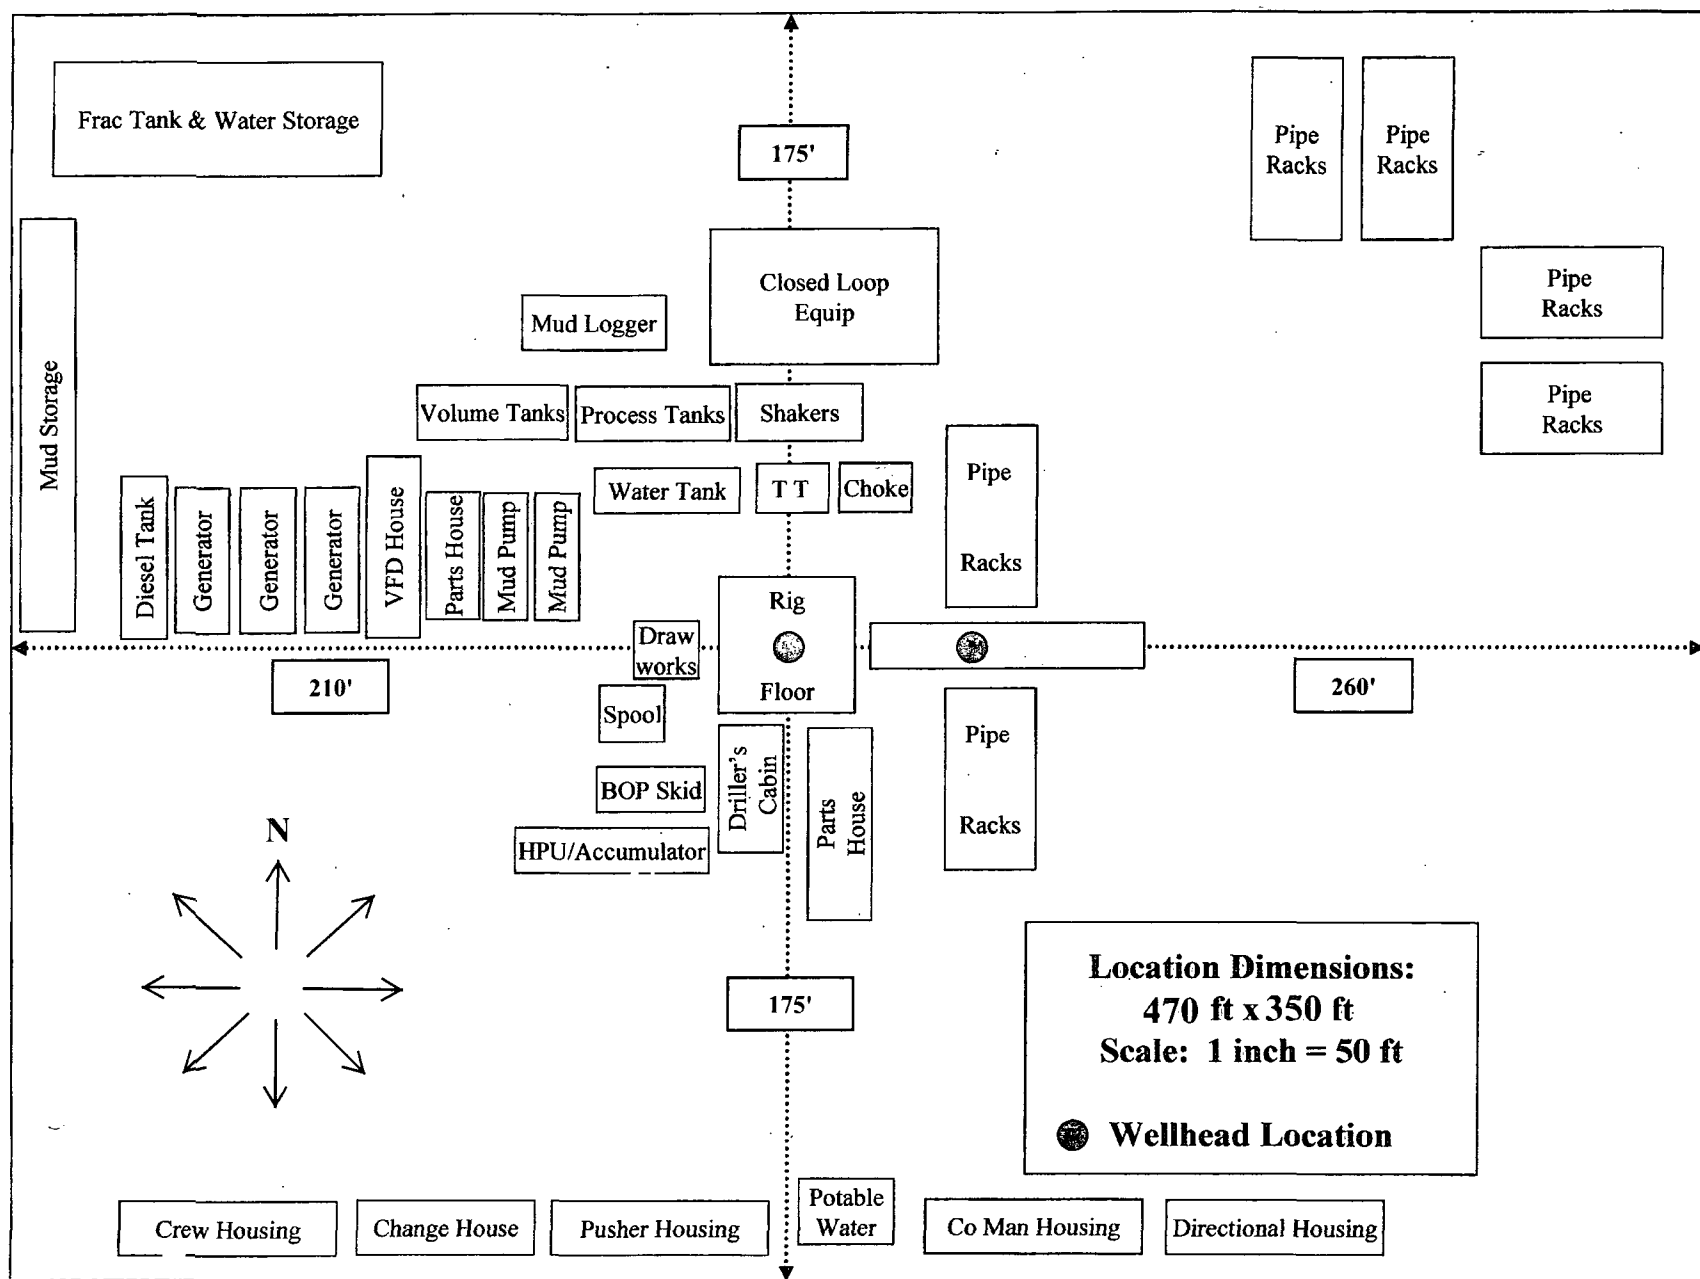 Frac Tank & Water Storage
175'
Pipe
Racks
Pipe
Racks
Closed Loop
Equip
Pipe
Racks
Mud Logger
Mud Storage
Volume Tanks
Process Tanks
Shakers
Pipe
Racks
Diesel Tank
Generator
Generator
Generator
VFD House
Parts House
Mud Pump
Mud Pump
Water Tank
T T
Choke
Pipe
Racks
Rig
Floor
Draw
works
210'
260'
Spool
Driller's
Cabin
Parts
House
Pipe
Racks
BOP Skid
HPU/Accumulator
N
175'
Location Dimensions:
470 ft x 350 ft
Scale: 1 inch = 50 ft
Wellhead Location
Crew Housing
Change House
Pusher Housing
Potable
Water
Co Man Housing
Directional Housing